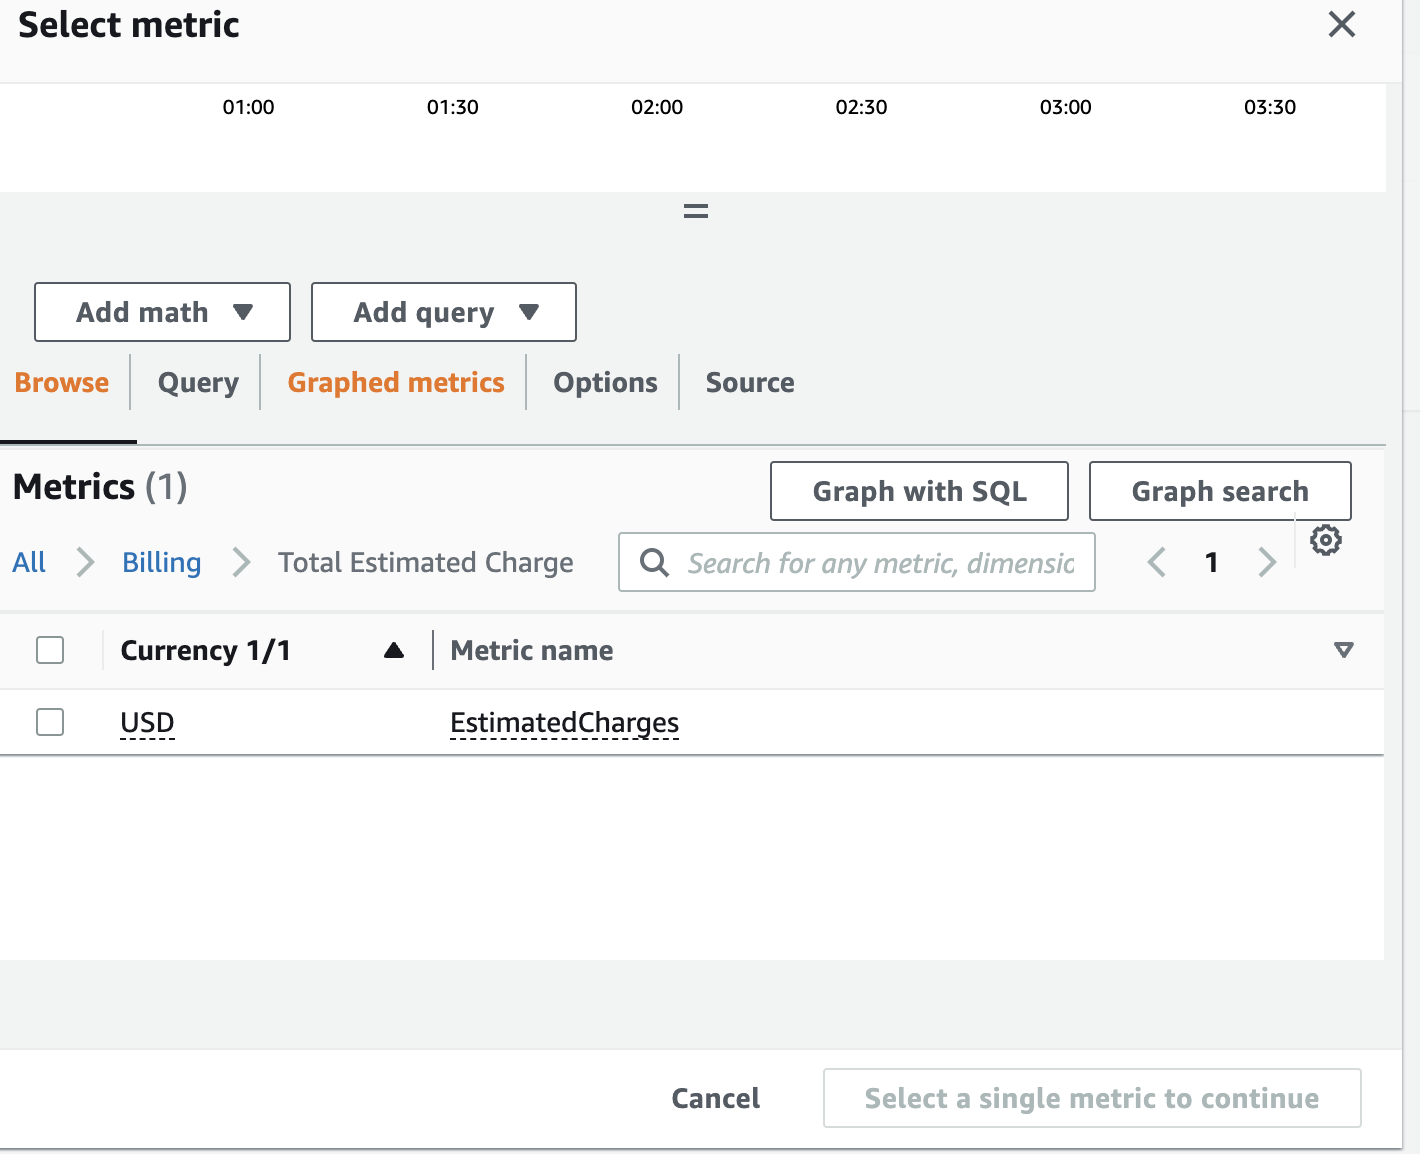 Select metric
01:00 01:30 02:00 02:30 03:00 03:30
Add math Add query
Browse Query Graphed metrics Options Source
Metrics (1) Graph with SQL Graph search
All Billing Total Estimated Charge Search for any metric, dimensic 1
Currency 1/1 Metric name
USD EstimatedCharges
Cancel Select a single metric to continue